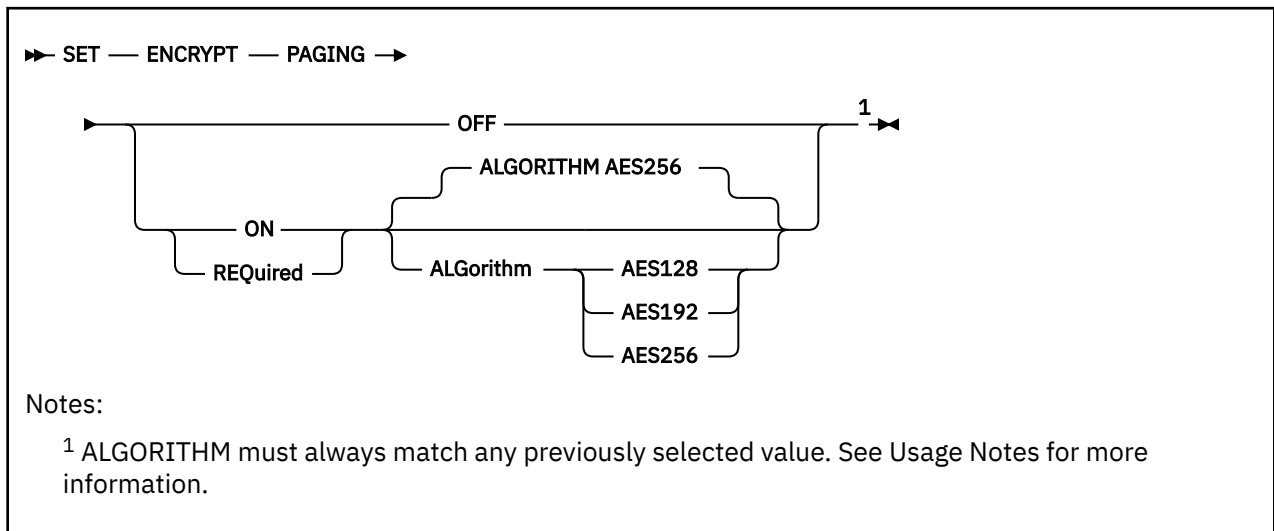 SET ENCRYPT PAGING
OFF 1
ALGORITHM AES256
ON
REQuired
ALGorithm AES128
AES192
AES256
Notes:
1 ALGORITHM must always match any previously selected value. See Usage Notes for more
information.